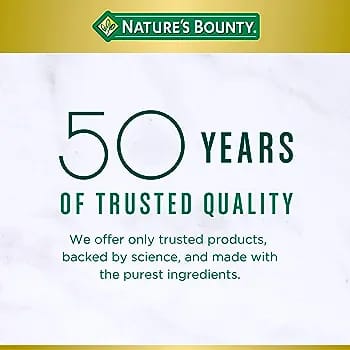 NATURE'S BOUNTY®
50 YEARS
OF TRUSTED QUALITY
We offer only trusted products,
backed by science, and made with
the purest ingredients.